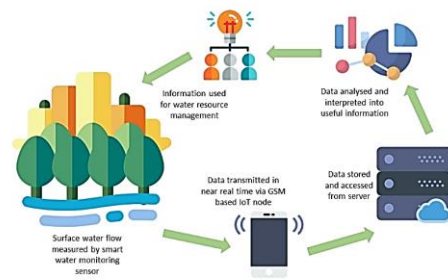 Information used
for water resource
management
Data analysed and
interpreted into
useful information
Data transmitted in
near real time via GSM
based IoT node
Data stored
and accessed
from server
Surface water flow
measured by smart
water monitoring
sensor